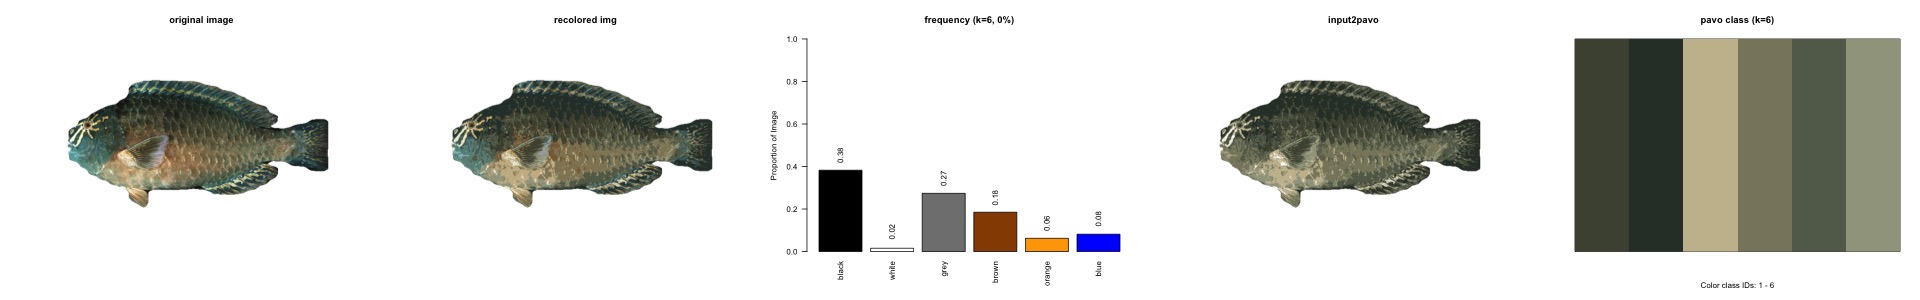 original image
recolored img
frequency (k=6, 0%)
input2pavo
pavo class (k=6)
Proportion of Image
1.0
0.8
0.6
0.4
0.2
0.0
0.38
0.02
0.27
0.18
0.06
0.08
black
white
grey
brown
orange
blue
Color class IDs: 1 - 6